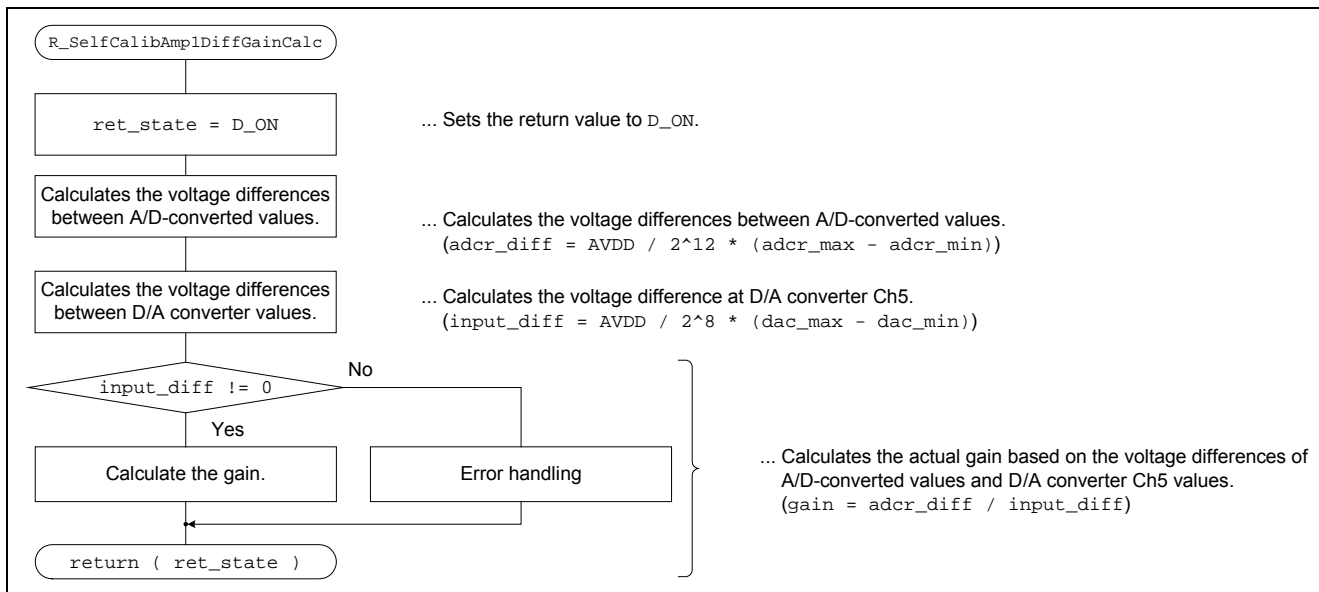 R_SelfCalibAmp1DiffGainCalc
ret_state = D_ON
... Sets the return value to D_ON.
Calculates the voltage differences
between A/D-converted values.
... Calculates the voltage differences between A/D-converted values.
(adcr_diff = AVDD / 2^12 * (adcr_max - adcr_min))
Calculates the voltage differences
between D/A converter values.
... Calculates the voltage difference at D/A converter Ch5.
(input_diff = AVDD / 2^8 * (dac_max - dac_min))
input_diff != 0
No
Yes
Calculate the gain.
Error handling
... Calculates the actual gain based on the voltage differences of
A/D-converted values and D/A converter Ch5 values.
(gain = adcr_diff / input_diff)
return ( ret_state )